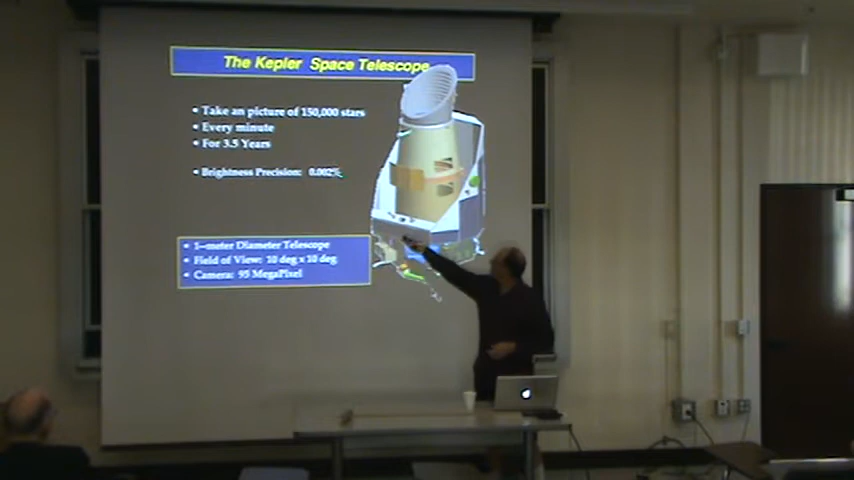 The Kepler Space Telescope
• Take an picture of 150,000 stars
• Every minute
• For 3.5 Years
• Brightness Precision: 0.002%
• 1-meter Diameter Telescope
• Field of View: 10 deg x 10 deg
• Camera: 95 MegaPixel